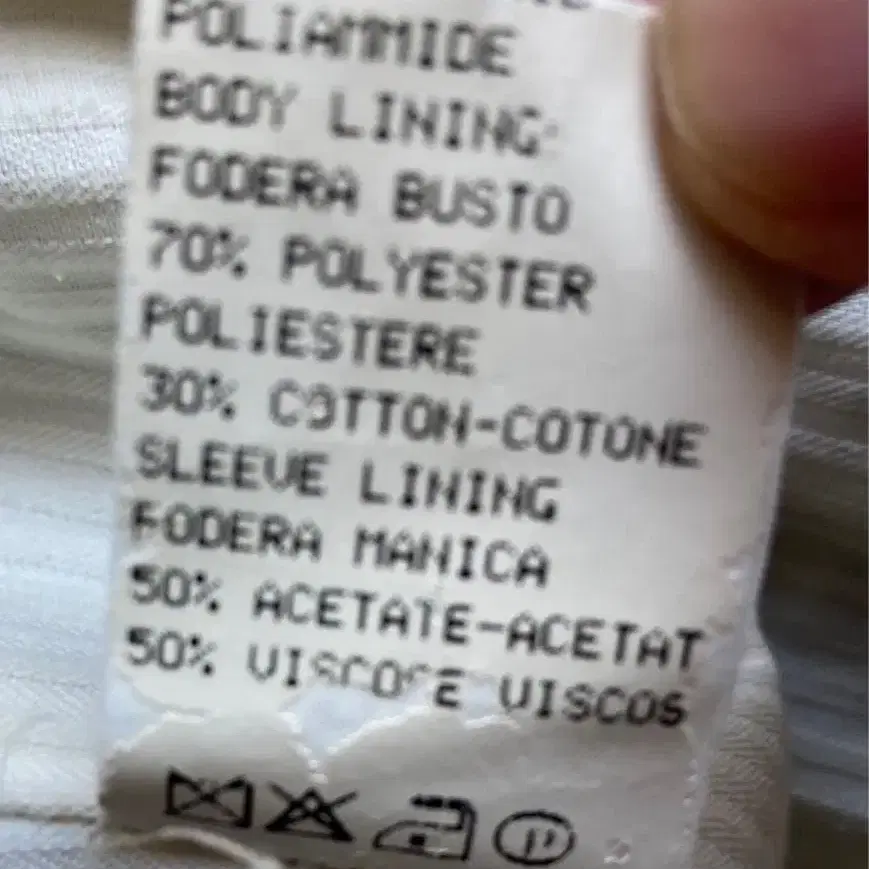 POLIAMMIDE
BODY LINING:
FODERA BUSTO
70% POLYESTER
POLIESTERE
30% COTTON-COTONE
SLEEVE LINING
FODERA MANICA
50% ACETATE-ACETAT
50% VISCOSE VISCOS
P